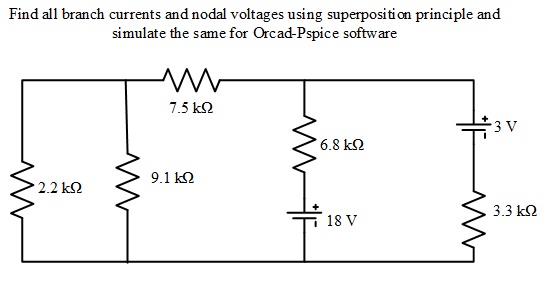 Find all branch currents and nodal voltages using superposition principle and
simulate the same for Orcad-Pspice software
7.5 kΩ
+
3 V
6.8 kΩ
9.1 kΩ
2.2 kΩ
+
18 V
3.3 kΩ